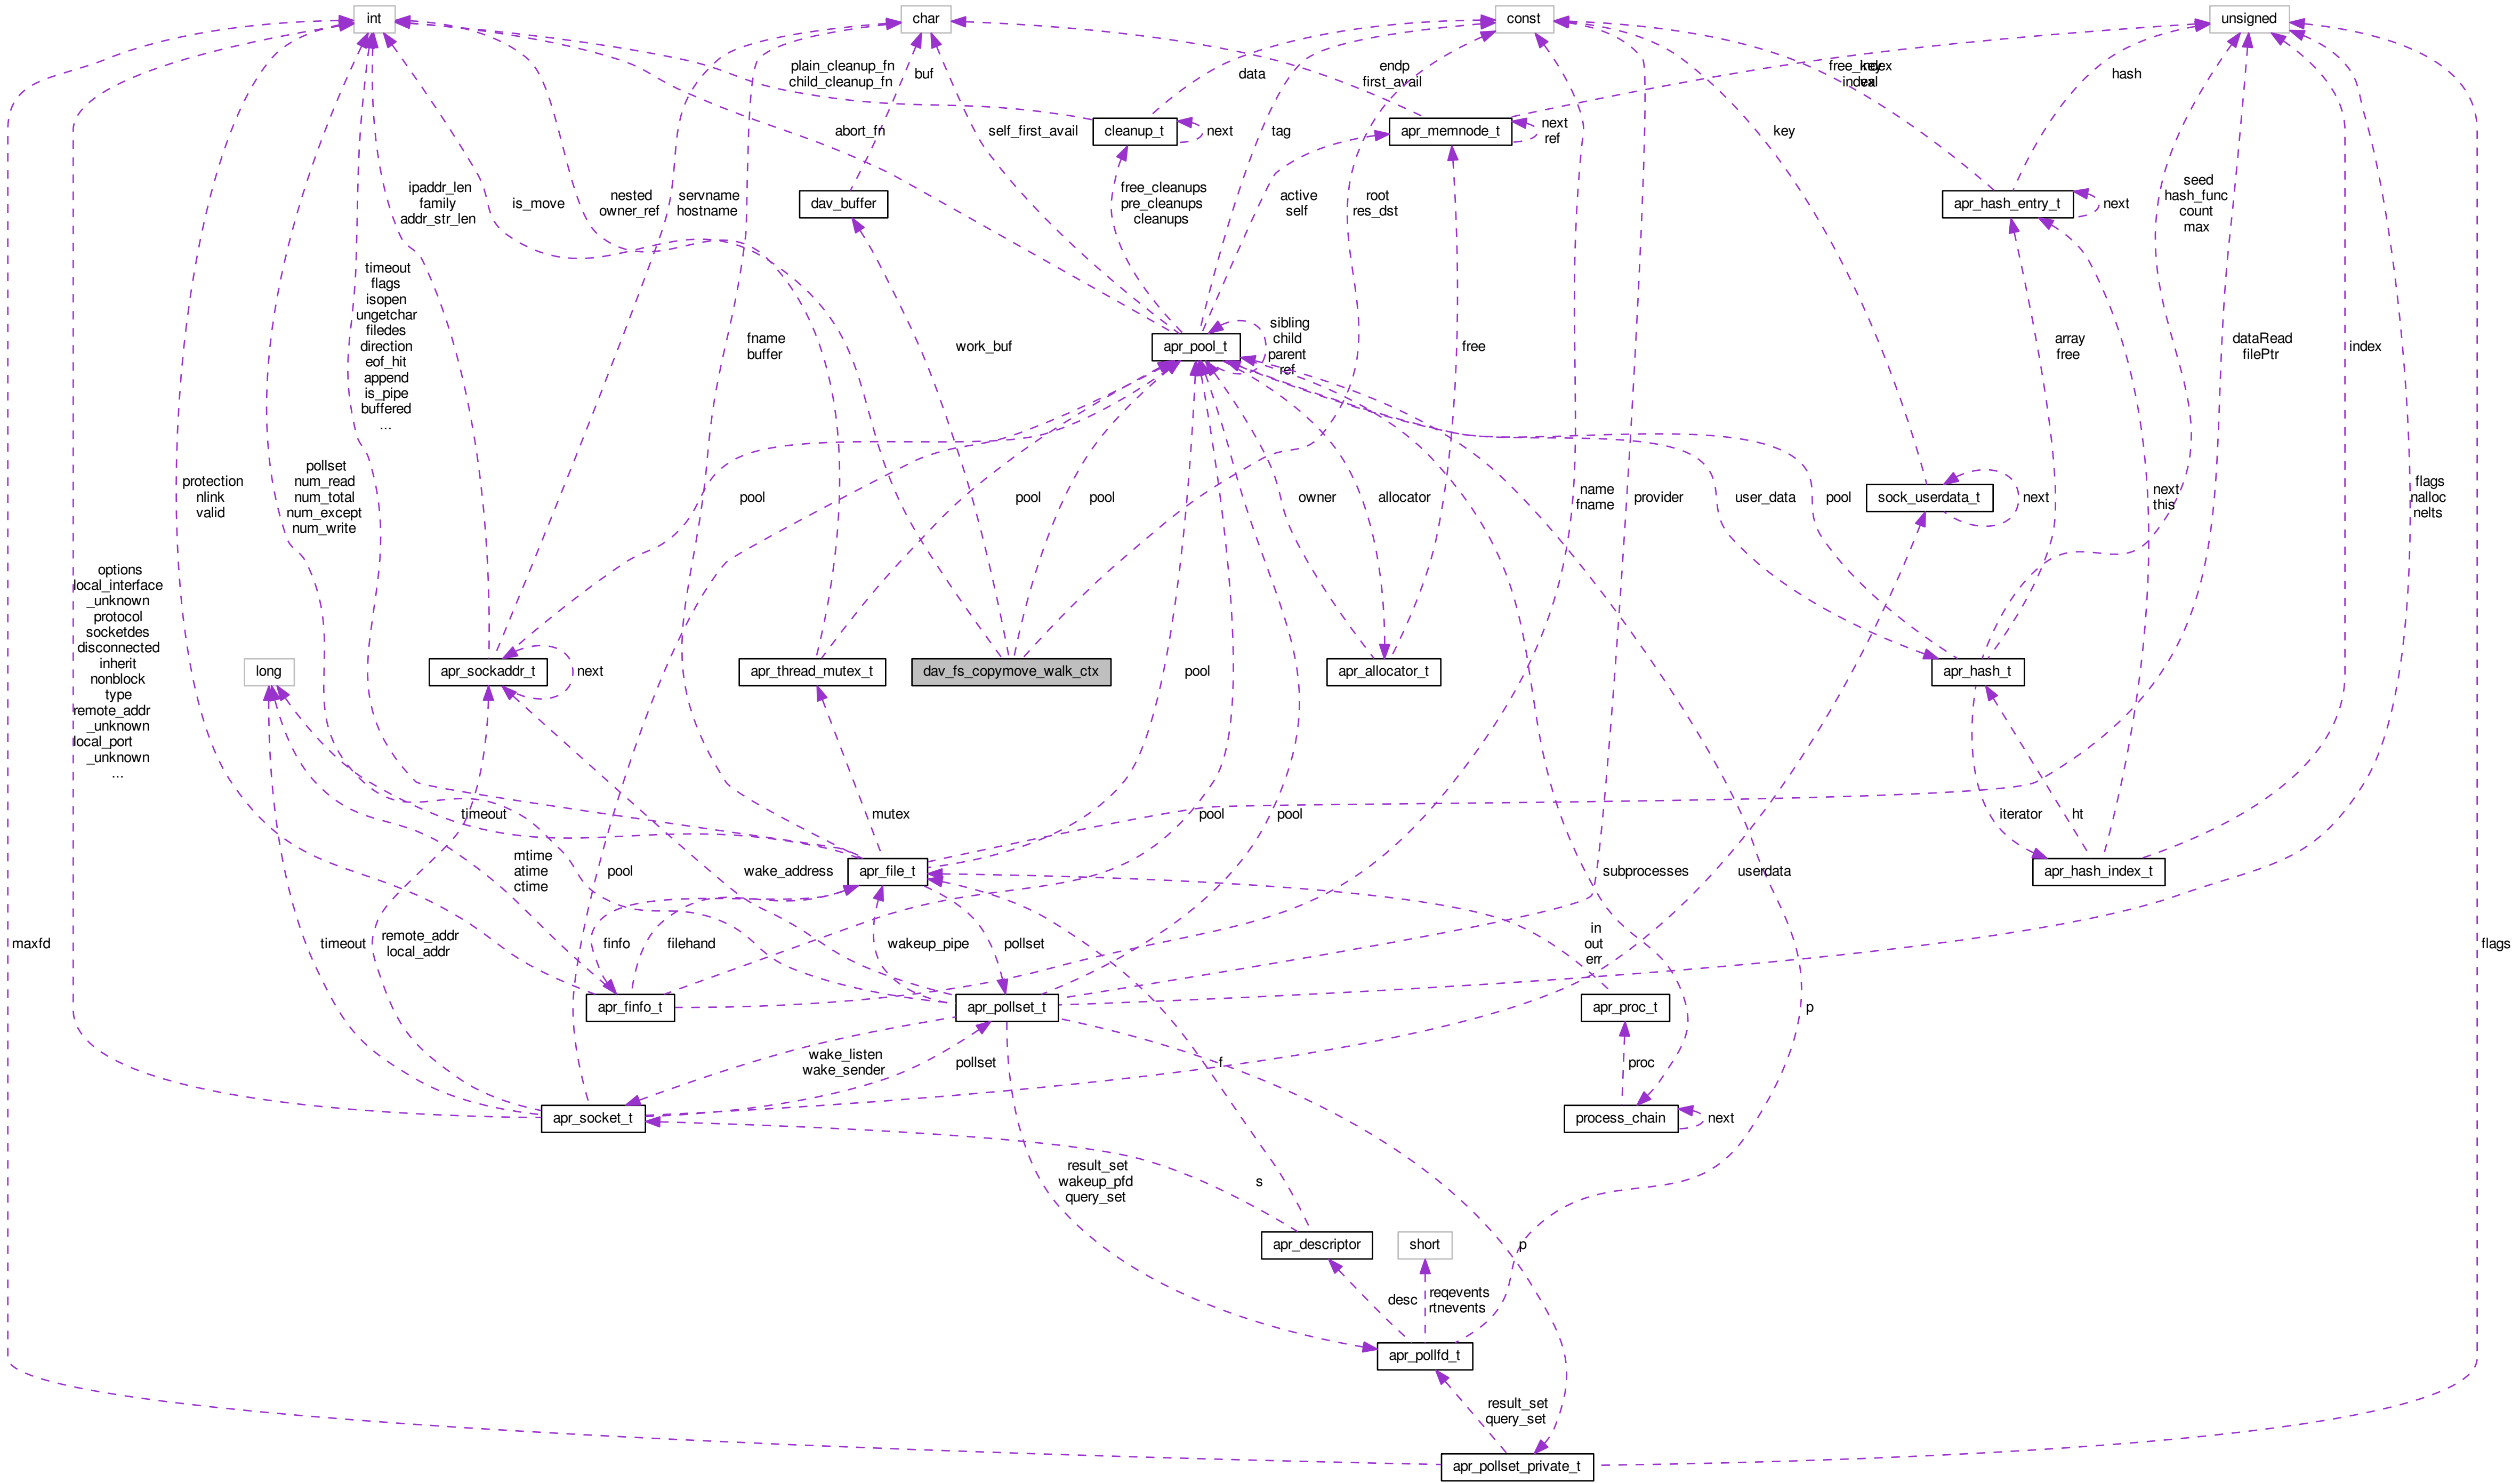 int
char
const
unsigned
plain_cleanup_fn
child_cleanup_fn
buf
data
endp
first_avail
free_index
index
key
val
hash
abort_fn
self_first_avail
cleanup_t
next
tag
apr_memnode_t
next
ref
key
ipaddr_len
family
addr_str_len
is_move
nested
owner_ref
servname
hostname
dav_buffer
free_cleanups
pre_cleanups
cleanups
active
self
root
res_dst
apr_hash_entry_t
next
seed
hash_func
count
max
timeout
flags
isopen
ungetchar
filedes
direction
eof_hit
append
is_pipe
buffered
...
fname
buffer
work_buf
apr_pool_t
sibling
child
parent
ref
free
array
free
dataRead
filePtr
index
protection
nlink
valid
pollset
num_read
num_total
num_except
num_write
pool
pool
pool
owner
allocator
name
fname
provider
user_data
pool
sock_userdata_t
next
next
this
flags
nalloc
nelts
options
local_interface
_unknown
protocol
socketdes
disconnected
inherit
nonblock
type
remote_addr
_unknown
local_port
_unknown
...
long
apr_sockaddr_t
next
apr_thread_mutex_t
dav_fs_copymove_walk_ctx
pool
apr_allocator_t
apr_hash_t
timeout
mutex
pool
pool
iterator
ht
mtime
atime
ctime
pool
wake_address
apr_file_t
subprocesses
userdata
apr_hash_index_t
maxfd
timeout
remote_addr
local_addr
finfo
filehand
wakeup_pipe
pollset
in
out
err
flags
apr_finfo_t
apr_pollset_t
apr_proc_t
p
wake_listen
wake_sender
pollset
f
proc
apr_socket_t
process_chain
next
result_set
wakeup_pfd
query_set
s
apr_descriptor
short
p
desc
reqevents
rtnevents
apr_pollfd_t
result_set
query_set
apr_pollset_private_t